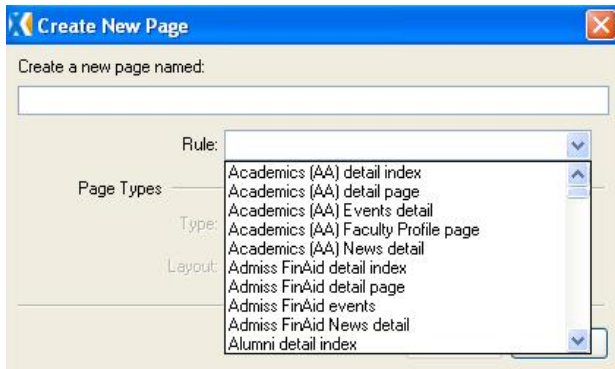 Create New Page
Create a new page named:
Rule:
Academics (AA) detail index
Academics (AA) detail page
Page Types
Academics (AA) Events detail
Type:
Academics (AA) Faculty Profile page
Academics (AA) News detail
Layout:
Admiss FinAid detail index
Admiss FinAid detail page
Admiss FinAid events
Admiss FinAid News detail
Alumni detail index